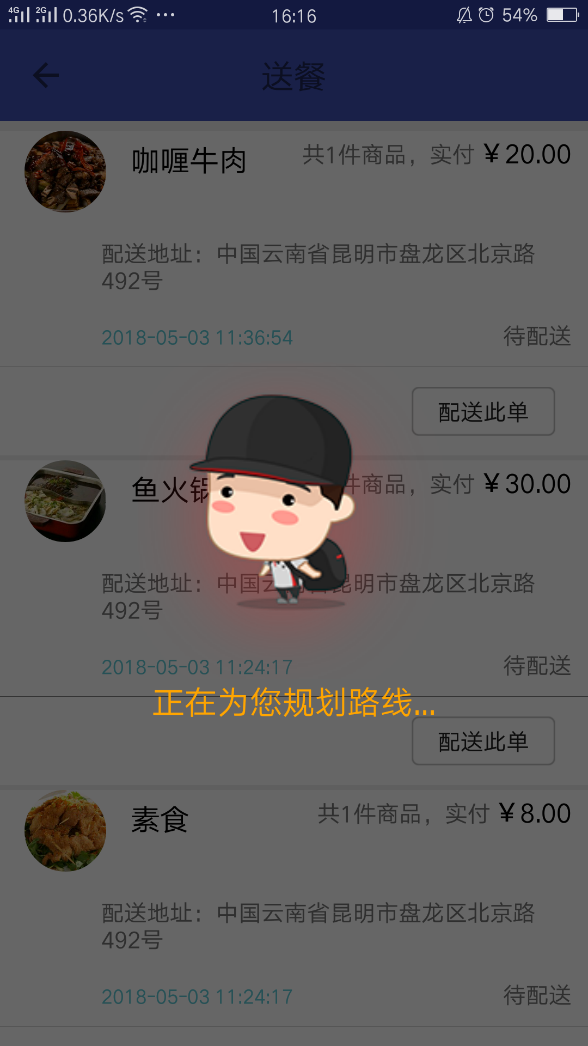 4G 2G 0.36K/s 16:16 54%
送餐
咖喱牛肉 共1件商品，实付 ￥20.00
配送地址：中国云南省昆明市盘龙区北京路
492号
2018-05-03 11:36:54 待配送
配送此单
鱼火锅 件商品，实付 ￥30.00
配送地址：中国 昆明市盘龙区北京路
492号
2018-05-03 11:24:17 待配送
正在为您规划路线...
配送此单
素食 共1件商品，实付 ￥8.00
配送地址：中国云南省昆明市盘龙区北京路
492号
2018-05-03 11:24:17 待配送